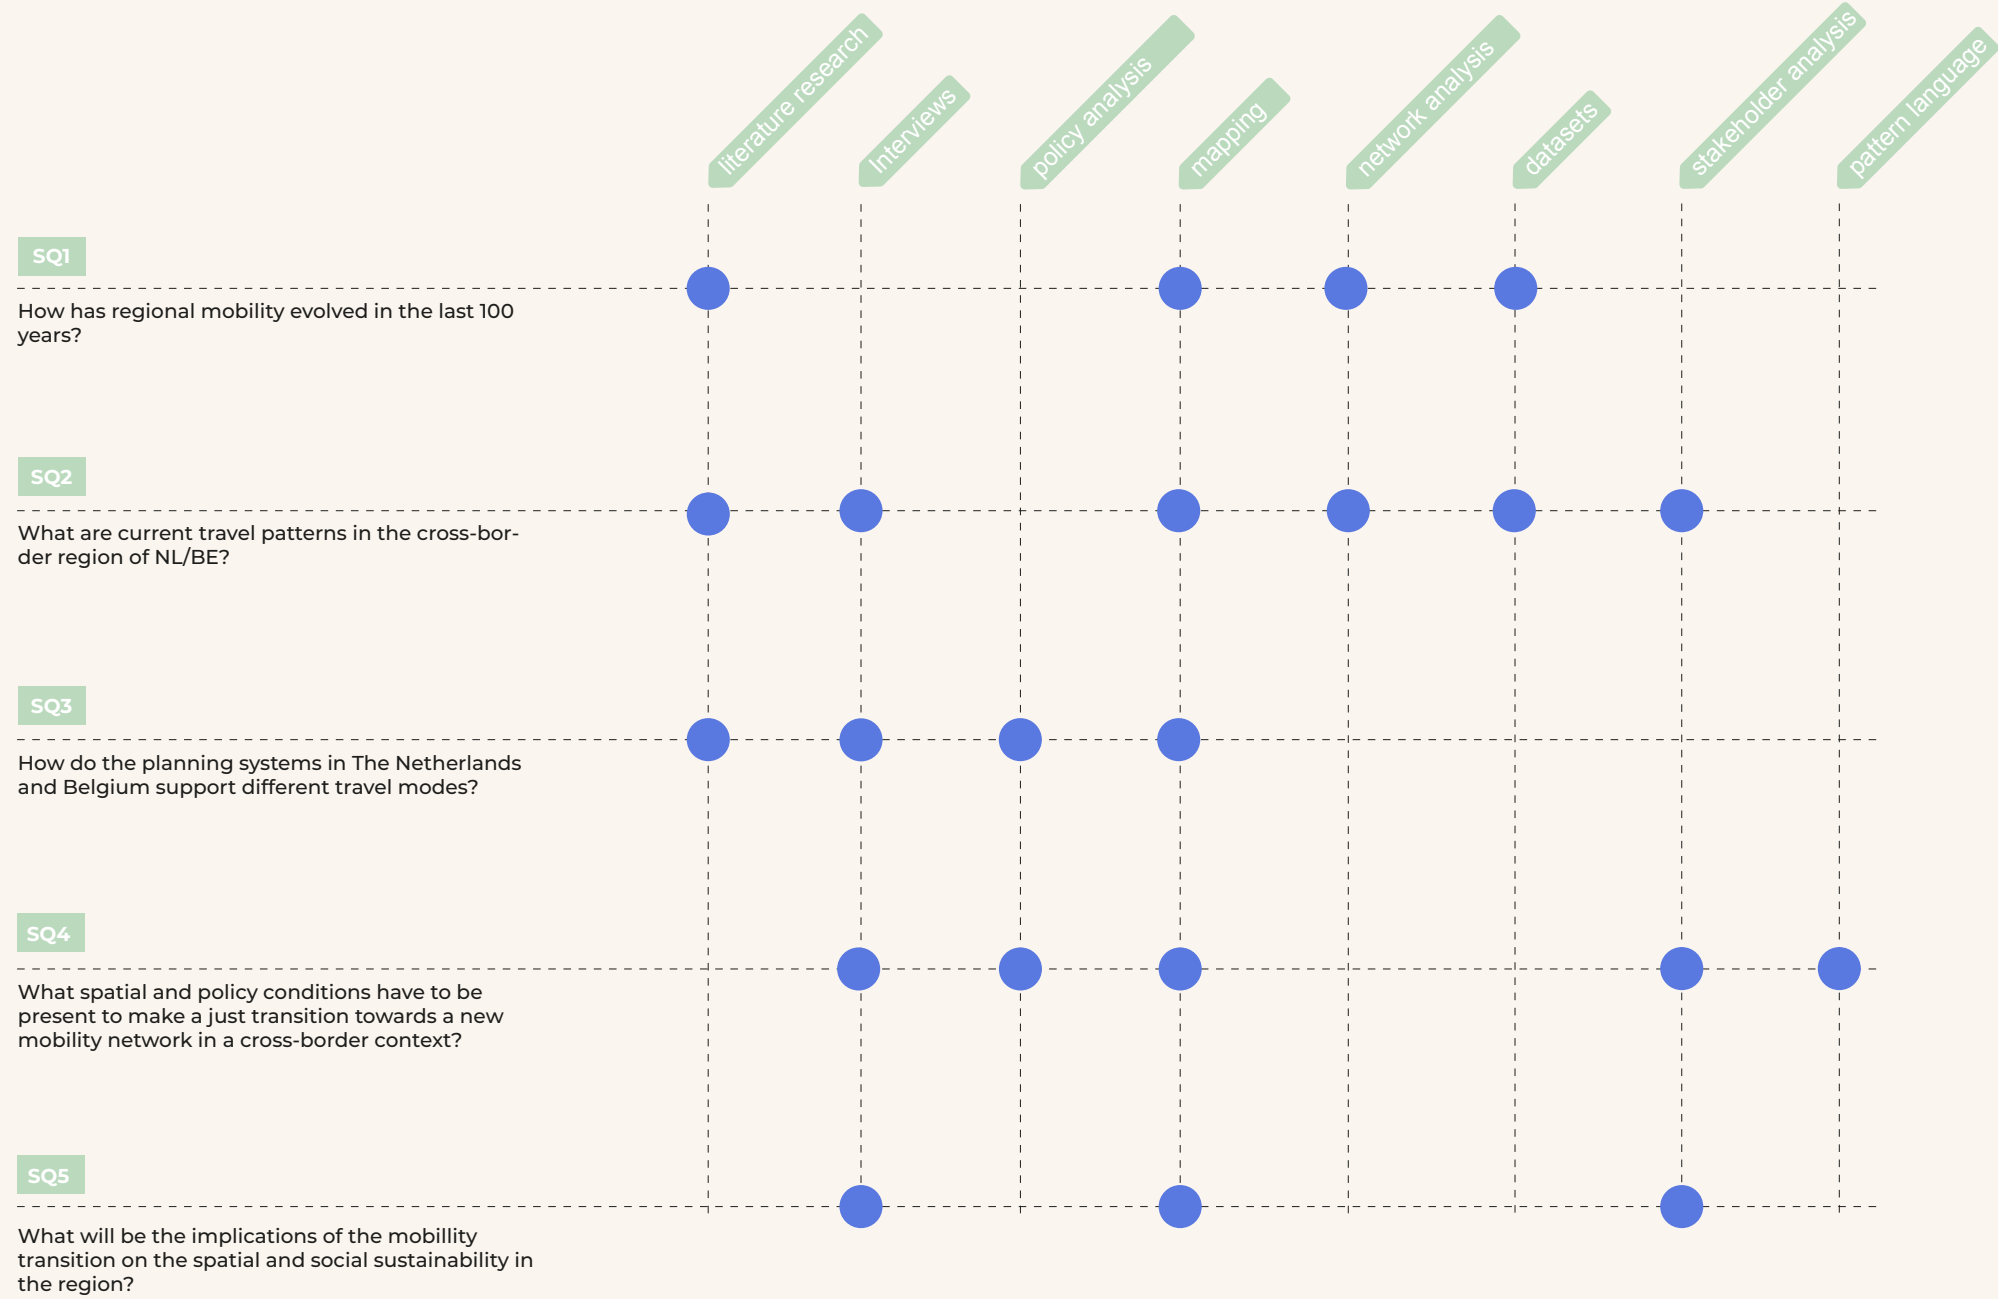 literature research
Interviews
policy analysis
mapping
network analysis
datasets
stakeholder analysis
pattern language
SQ1
How has regional mobility evolved in the last 100
years?
SQ2
What are current travel patterns in the cross-bor-
der region of NL/BE?
SQ3
How do the planning systems in The Netherlands
and Belgium support different travel modes?
SQ4
What spatial and policy conditions have to be
present to make a just transition towards a new
mobility network in a cross-border context?
SQ5
What will be the implications of the mobillity
transition on the spatial and social sustainability in
the region?